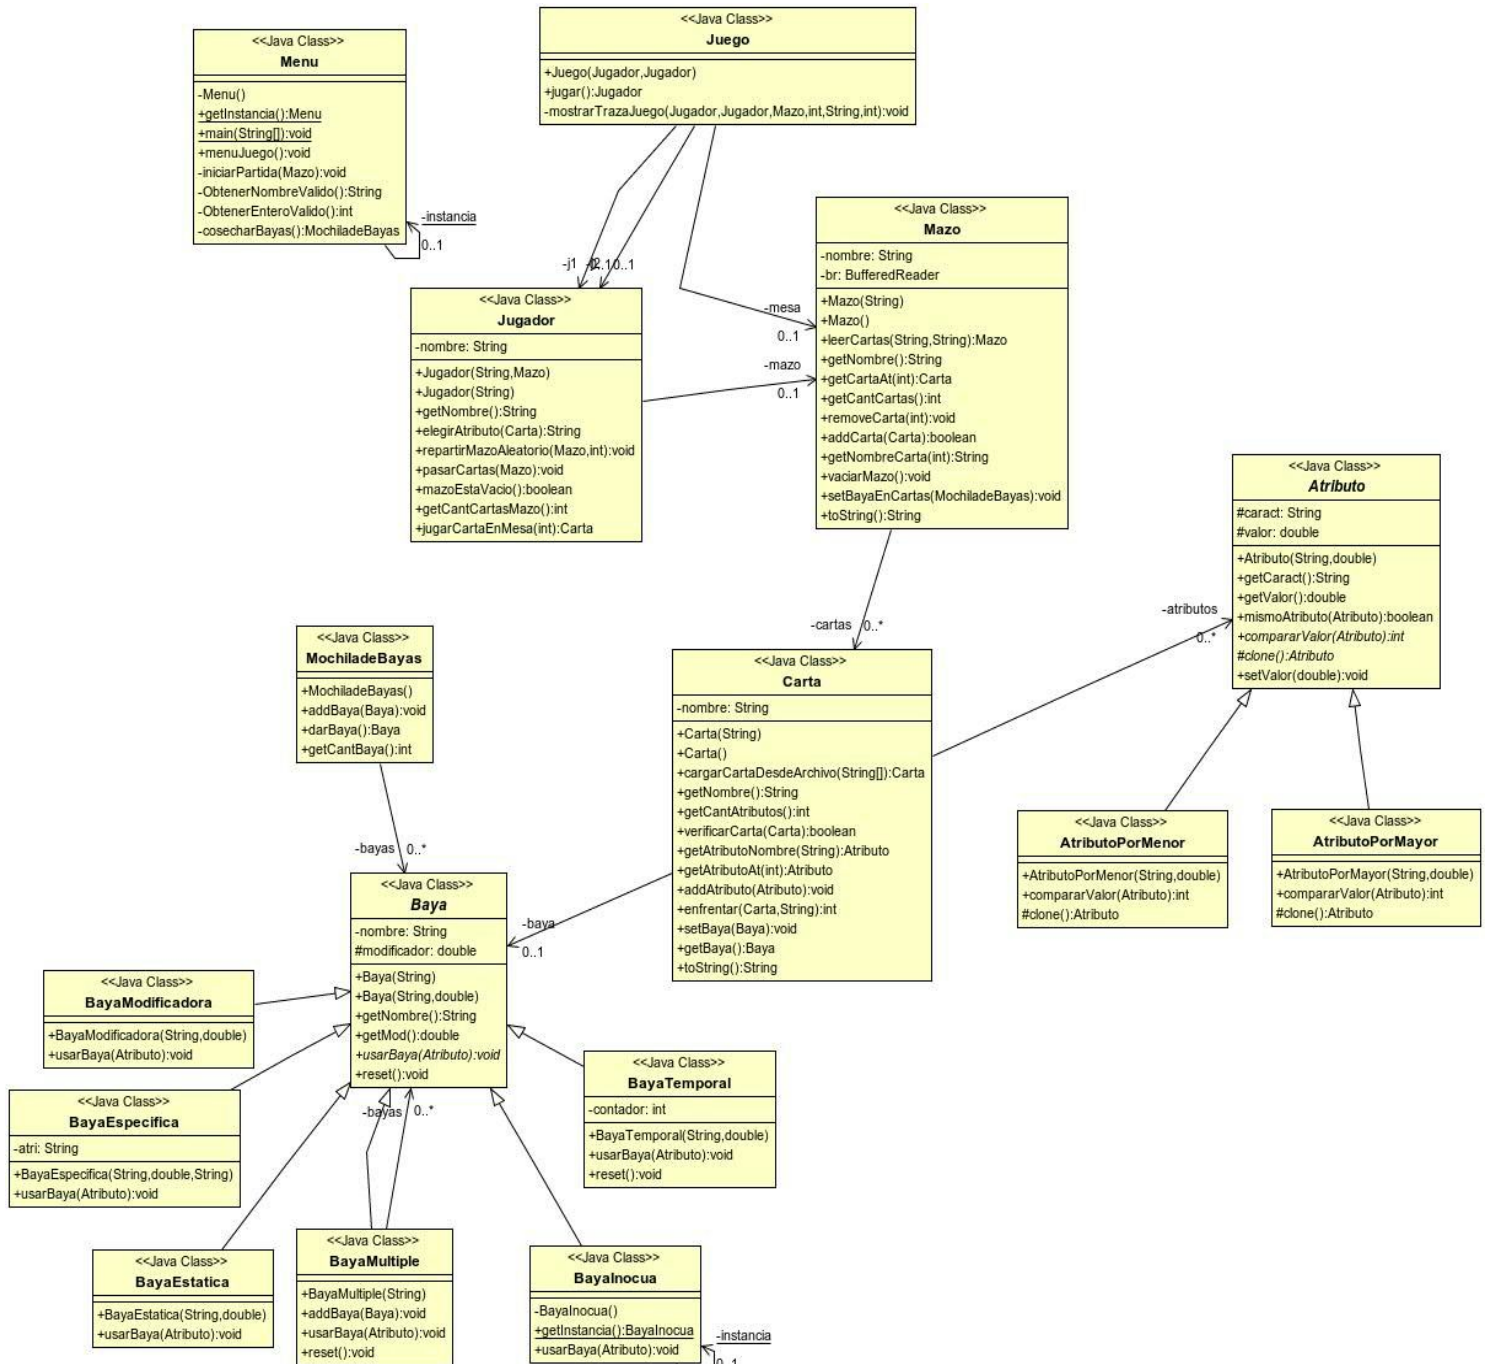 <<Java Class>>
Menu
-Menu()
+getInstancia():Menu
+main(String[]):void
+menuJuego():void
-iniciarPartida(Mazo):void
-ObtenerNombreValido():String
-ObtenerEnteroValido():int
-cosecharBayas():MochiladeBayas
-instancia
0..1
<<Java Class>>
Juego
+Juego(Jugador,Jugador)
+jugar():Jugador
-mostrarTrazaJuego(Jugador,Jugador,Mazo,int,String,int):void
-j1
0..1
-mesa
0..1
<<Java Class>>
Jugador
-nombre: String
+Jugador(String,Mazo)
+Jugador(String)
+getNombre():String
+elegirAtributo(Carta):String
+repartirMazoAleatorio(Mazo,int):void
+pasarCartas(Mazo):void
+mazoEstaVacio():boolean
+getCantCartasMazo():int
+jugarCartaEnMesa(int):Carta
-mazo
0..1
<<Java Class>>
Mazo
-nombre: String
-br: BufferedReader
+Mazo(String)
+Mazo()
+leerCartas(String,String):Mazo
+getNombre():String
+getCartaAt(int):Carta
+getCantCartas():int
+removeCarta(int):void
+addCarta(Carta):boolean
+getNombreCarta(int):String
+vaciarMazo():void
+setBayaEnCartas(MochiladeBayas):void
+toString():String
-cartas
0..*
<<Java Class>>
Atributo
#caract: String
#valor: double
+Atributo(String,double)
+getCaract():String
+getValor():double
+mismoAtributo(Atributo):boolean
+compararValor(Atributo):int
#clone():Atributo
+setValor(double):void
-atributos
0..*
<<Java Class>>
MochiladeBayas
+MochiladeBayas()
+addBaya(Baya):void
+darBaya():Baya
+getCantBaya():int
-bayas
0..*
<<Java Class>>
Carta
-nombre: String
+Carta(String)
+Carta()
+cargarCartaDesdeArchivo(String[]):Carta
+getNombre():String
+getCantAtributos():int
+verificarCarta(Carta):boolean
+getAtributoNombre(String):Atributo
+getAtributoAt(int):Atributo
+addAtributo(Atributo):void
+enfrentar(Carta,String):int
+setBaya(Baya):void
+getBaya():Baya
+toString():String
-baya
0..1
<<Java Class>>
AtributoPorMenor
+AtributoPorMenor(String,double)
+compararValor(Atributo):int
#clone():Atributo
<<Java Class>>
AtributoPorMayor
+AtributoPorMayor(String,double)
+compararValor(Atributo):int
#clone():Atributo
<<Java Class>>
Baya
-nombre: String
#modificador: double
+Baya(String)
+Baya(String,double)
+getNombre():String
+getMod():double
+usarBaya(Atributo):void
+reset():void
<<Java Class>>
BayaModificadora
+BayaModificadora(String,double)
+usarBaya(Atributo):void
<<Java Class>>
BayaEspecifica
-atri: String
+BayaEspecifica(String,double,String)
+usarBaya(Atributo):void
-bayas
0..*
<<Java Class>>
BayaTemporal
-contador: int
+BayaTemporal(String,double)
+usarBaya(Atributo):void
+reset():void
<<Java Class>>
BayaEstatica
+BayaEstatica(String,double)
+usarBaya(Atributo):void
<<Java Class>>
BayaMultiple
+BayaMultiple(String)
+addBaya(Baya):void
+usarBaya(Atributo):void
+reset():void
<<Java Class>>
BayaInocua
-BayaInocua()
+getInstancia():BayaInocua
+usarBaya(Atributo):void
-instancia
0..1